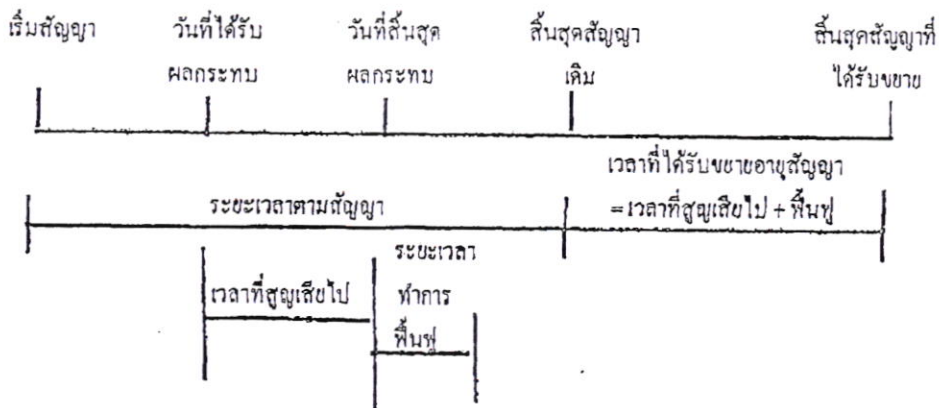 เริ่มสัญญา
วันที่ได้รับ
ผลกระทบ
วันที่สิ้นสุด
ผลกระทบ
สิ้นสุดสัญญา
เดิม
สิ้นสุดสัญญาที่
ได้รับขยาย
เวลาที่ได้รับขยายอายุสัญญา
=เวลาที่สูญเสียไป + ฟื้นฟู
ระยะเวลาตามสัญญา
เวลาที่สูญเสียไป
ระยะเวลา
ทำการ
ฟื้นฟู